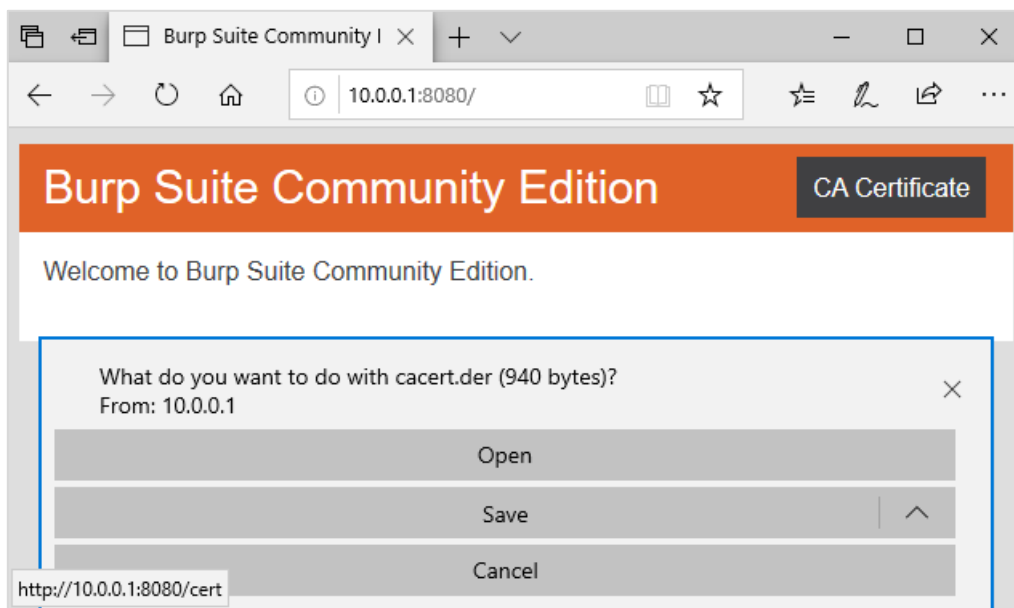 Burp Suite Community I
10.0.0.1:8080/
Burp Suite Community Edition
CA Certificate
Welcome to Burp Suite Community Edition.
What do you want to do with cacert.der (940 bytes)?
From: 10.0.0.1
Open
Save
Cancel
http://10.0.0.1:8080/cert